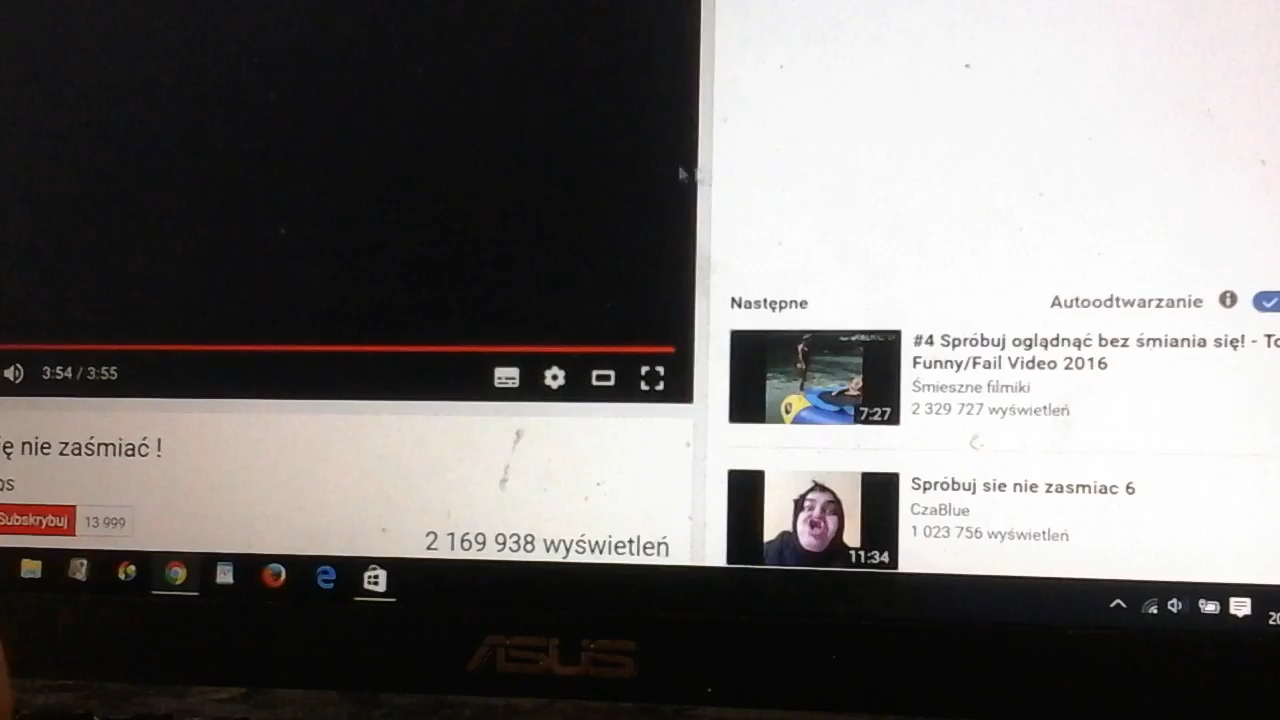 3:54 / 3:55
ę nie zaśmiać !
os
Subskrybuj 13 999
2 169 938 wyświetleń
Następne
Autoodtwarzanie
#4 Spróbuj oglądnąć bez śmiania się! - To
Funny/Fail Video 2016
Śmieszne filmiki
2 329 727 wyświetleń
7:27
Spróbuj sie nie zasmiac 6
CzaBlue
1 023 756 wyświetleń
11:34
20
ASUS